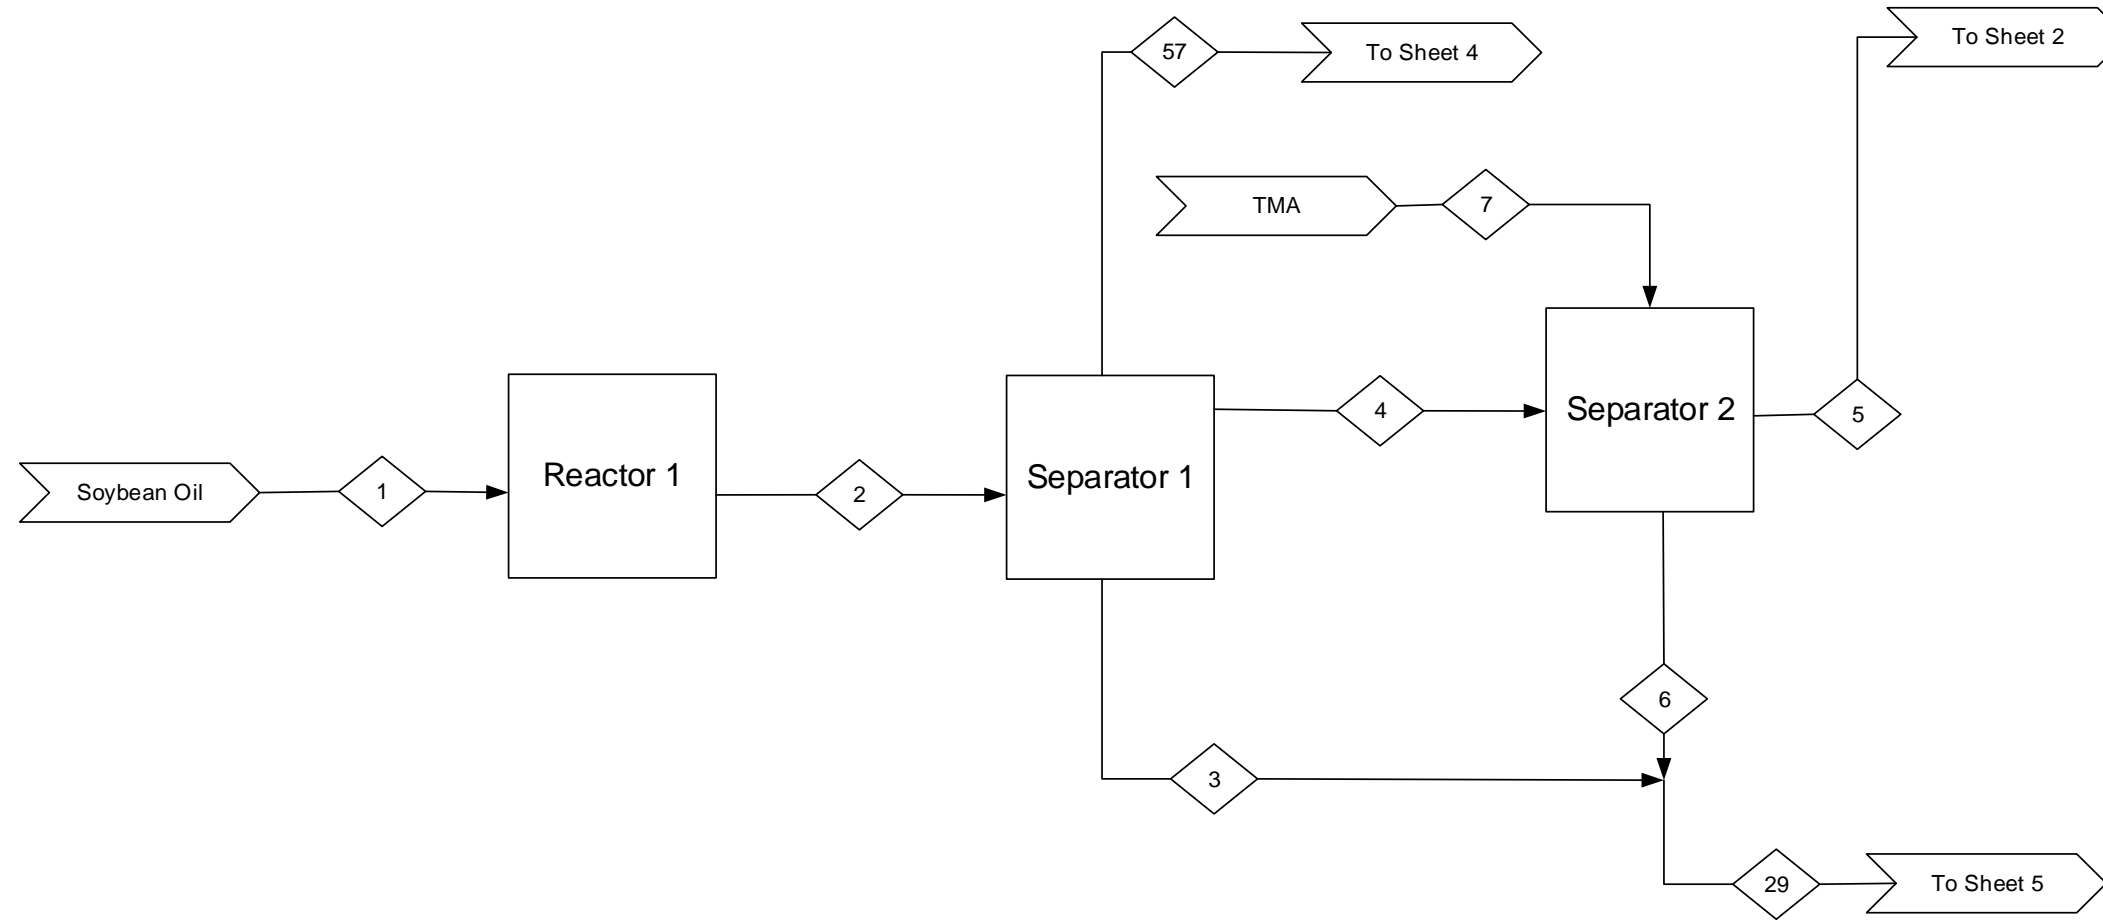 To Sheet 2
57
To Sheet 4
TMA
7
4
Separator 2
5
Reactor 1
Separator 1
Soybean Oil
1
2
6
3
29
To Sheet 5